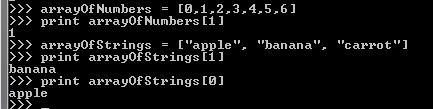 >>> arrayOfNumbers = [0,1,2,3,4,5,6]
>>> print arrayOfNumbers[1]
1
>>> arrayOfStrings = ["apple", "banana", "carrot"]
>>> print arrayOfStrings[1]
banana
>>> print arrayOfStrings[0]
apple
>>> _